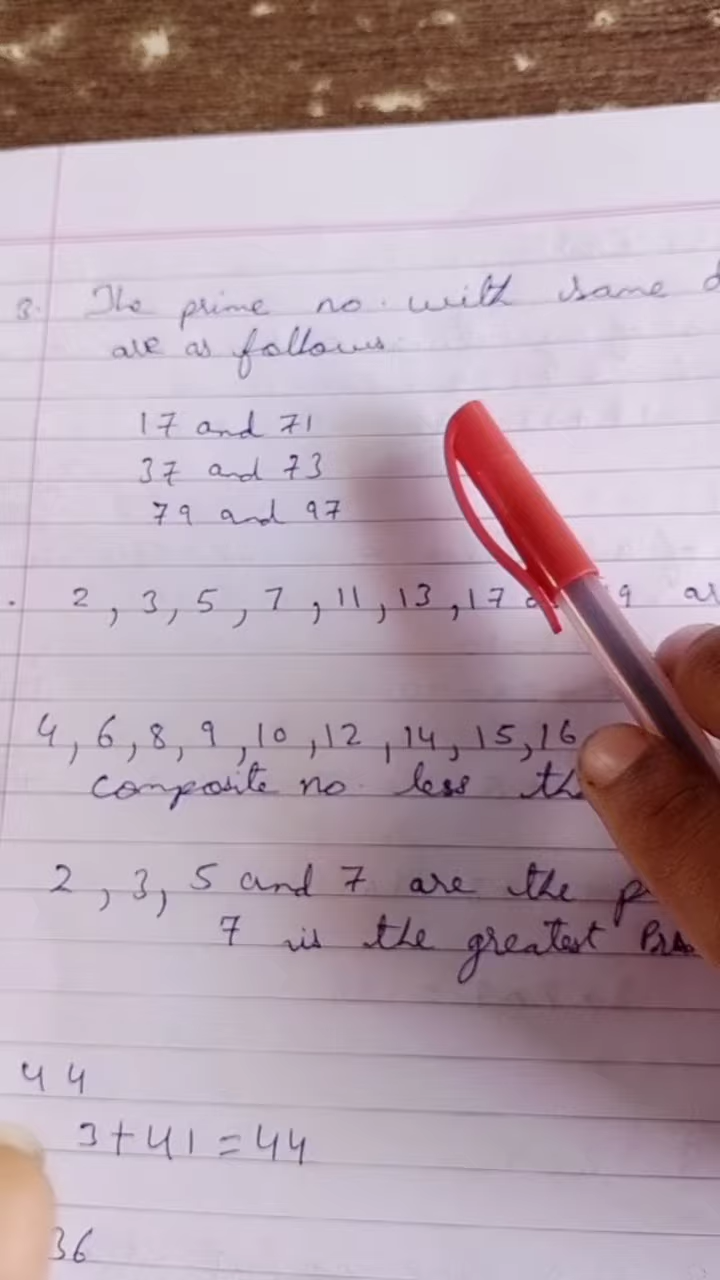 3. The prime no. with same
are as follows
17 and 71
37 and 73
79 and 97
. 2, 3, 5, 7, 11, 13, 17 9
4, 6, 8, 9, 10, 12, 14, 15, 16
composite no. less
2, 3, 5 and 7 are the
7 is the greatest
44
3+41=44
36